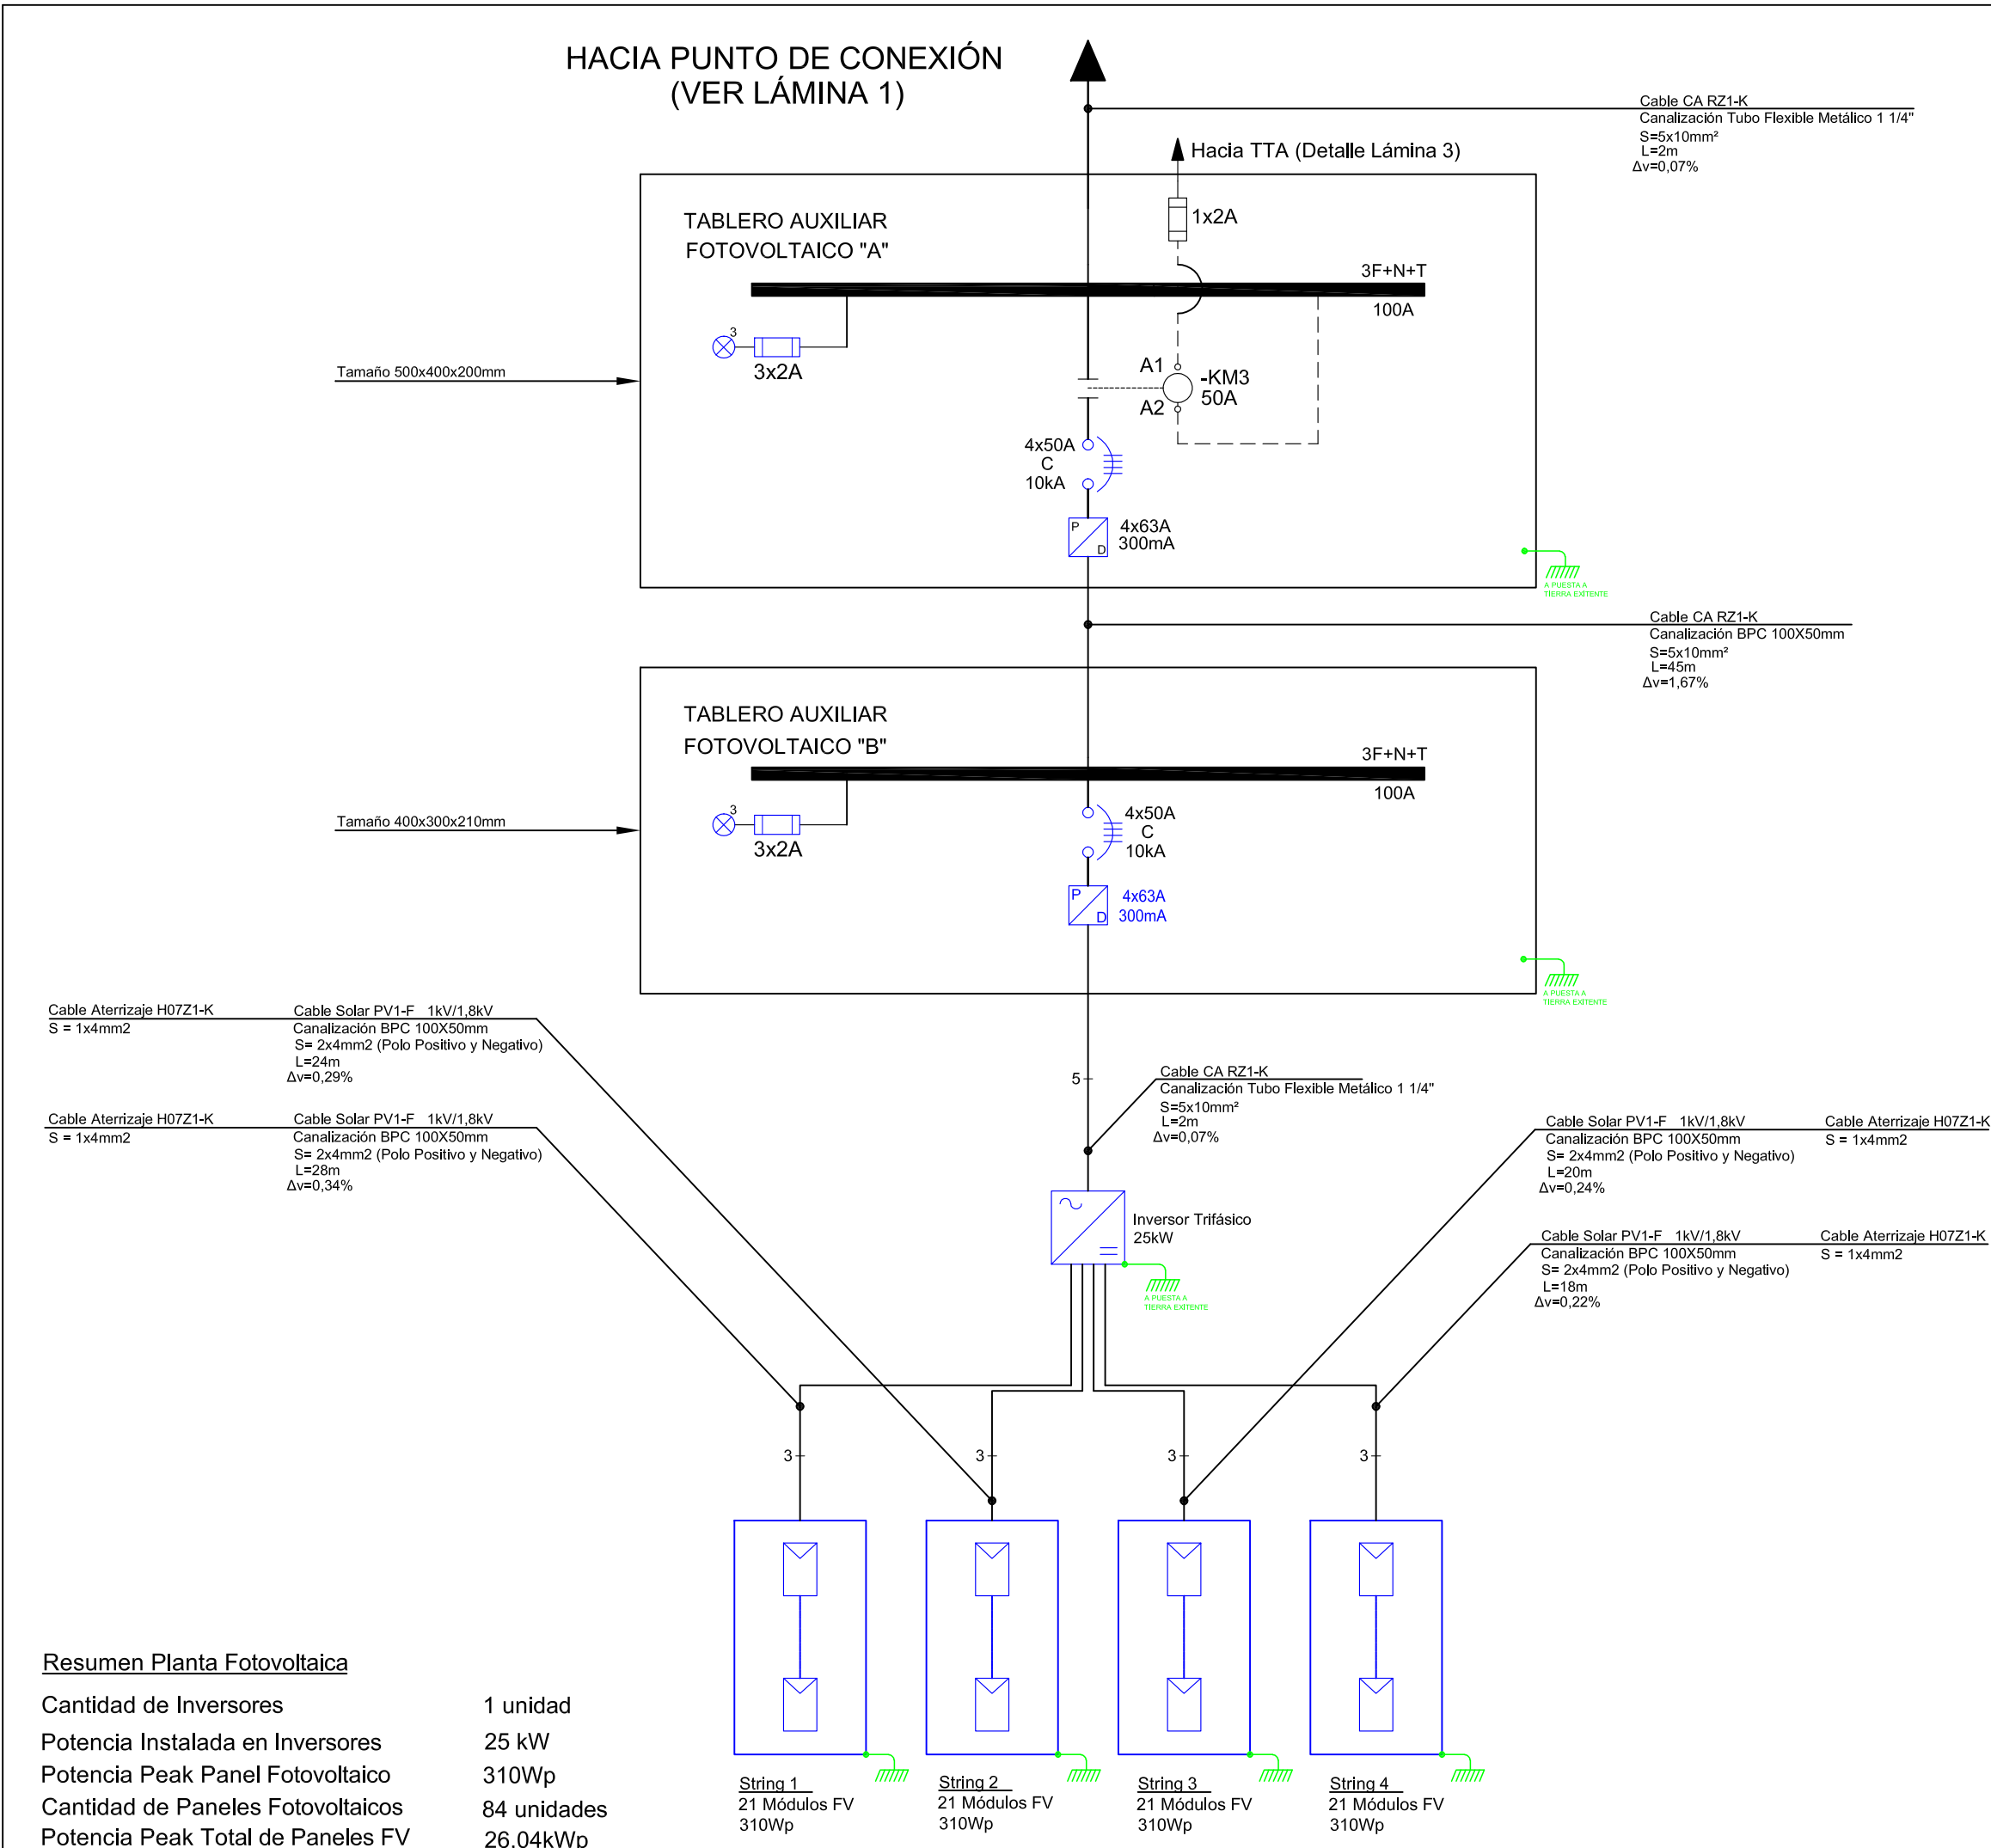 HACIA PUNTO DE CONEXIÓN
(VER LÁMINA 1)
Cable CA RZ1-K
Canalización Tubo Flexible Metálico 1 1/4"
S=5x10mm²
L=2m
Δv=0,07%
Hacia TTA (Detalle Lámina 3)
1x2A
TABLERO AUXILIAR
FOTOVOLTAICO "A"
3F+N+T
100A
3
3x2A
Tamaño 500x400x200mm
A1
-KM3
50A
A2
4x50A
C
10kA
P
D
4x63A
300mA
A PUESTA A
TIERRA EXITENTE
Cable CA RZ1-K
Canalización BPC 100X50mm
S=5x10mm²
L=45m
Δv=1,67%
TABLERO AUXILIAR
FOTOVOLTAICO "B"
3F+N+T
100A
3
3x2A
Tamaño 400x300x210mm
4x50A
C
10kA
P
D
4x63A
300mA
A PUESTA A
TIERRA EXITENTE
Cable Aterrizaje H07Z1-K
S = 1x4mm2
Cable Solar PV1-F 1kV/1,8kV
Canalización BPC 100X50mm
S= 2x4mm2 (Polo Positivo y Negativo)
L=24m
Δv=0,29%
Cable Aterrizaje H07Z1-K
S = 1x4mm2
Cable Solar PV1-F 1kV/1,8kV
Canalización BPC 100X50mm
S= 2x4mm2 (Polo Positivo y Negativo)
L=28m
Δv=0,34%
5
Cable CA RZ1-K
Canalización Tubo Flexible Metálico 1 1/4"
S=5x10mm²
L=2m
Δv=0,07%
Cable Solar PV1-F 1kV/1,8kV
Canalización BPC 100X50mm
S= 2x4mm2 (Polo Positivo y Negativo)
L=20m
Δv=0,24%
Cable Aterrizaje H07Z1-K
S = 1x4mm2
Cable Solar PV1-F 1kV/1,8kV
Canalización BPC 100X50mm
S= 2x4mm2 (Polo Positivo y Negativo)
L=18m
Δv=0,22%
Cable Aterrizaje H07Z1-K
S = 1x4mm2
Inversor Trifásico
25kW
A PUESTA A
TIERRA EXITENTE
3
3
3
3
String 1
21 Módulos FV
310Wp
String 2
21 Módulos FV
310Wp
String 3
21 Módulos FV
310Wp
String 4
21 Módulos FV
310Wp
Resumen Planta Fotovoltaica
Cantidad de Inversores 1 unidad
Potencia Instalada en Inversores 25 kW
Potencia Peak Panel Fotovoltaico 310Wp
Cantidad de Paneles Fotovoltaicos 84 unidades
Potencia Peak Total de Paneles FV 26.04kWp